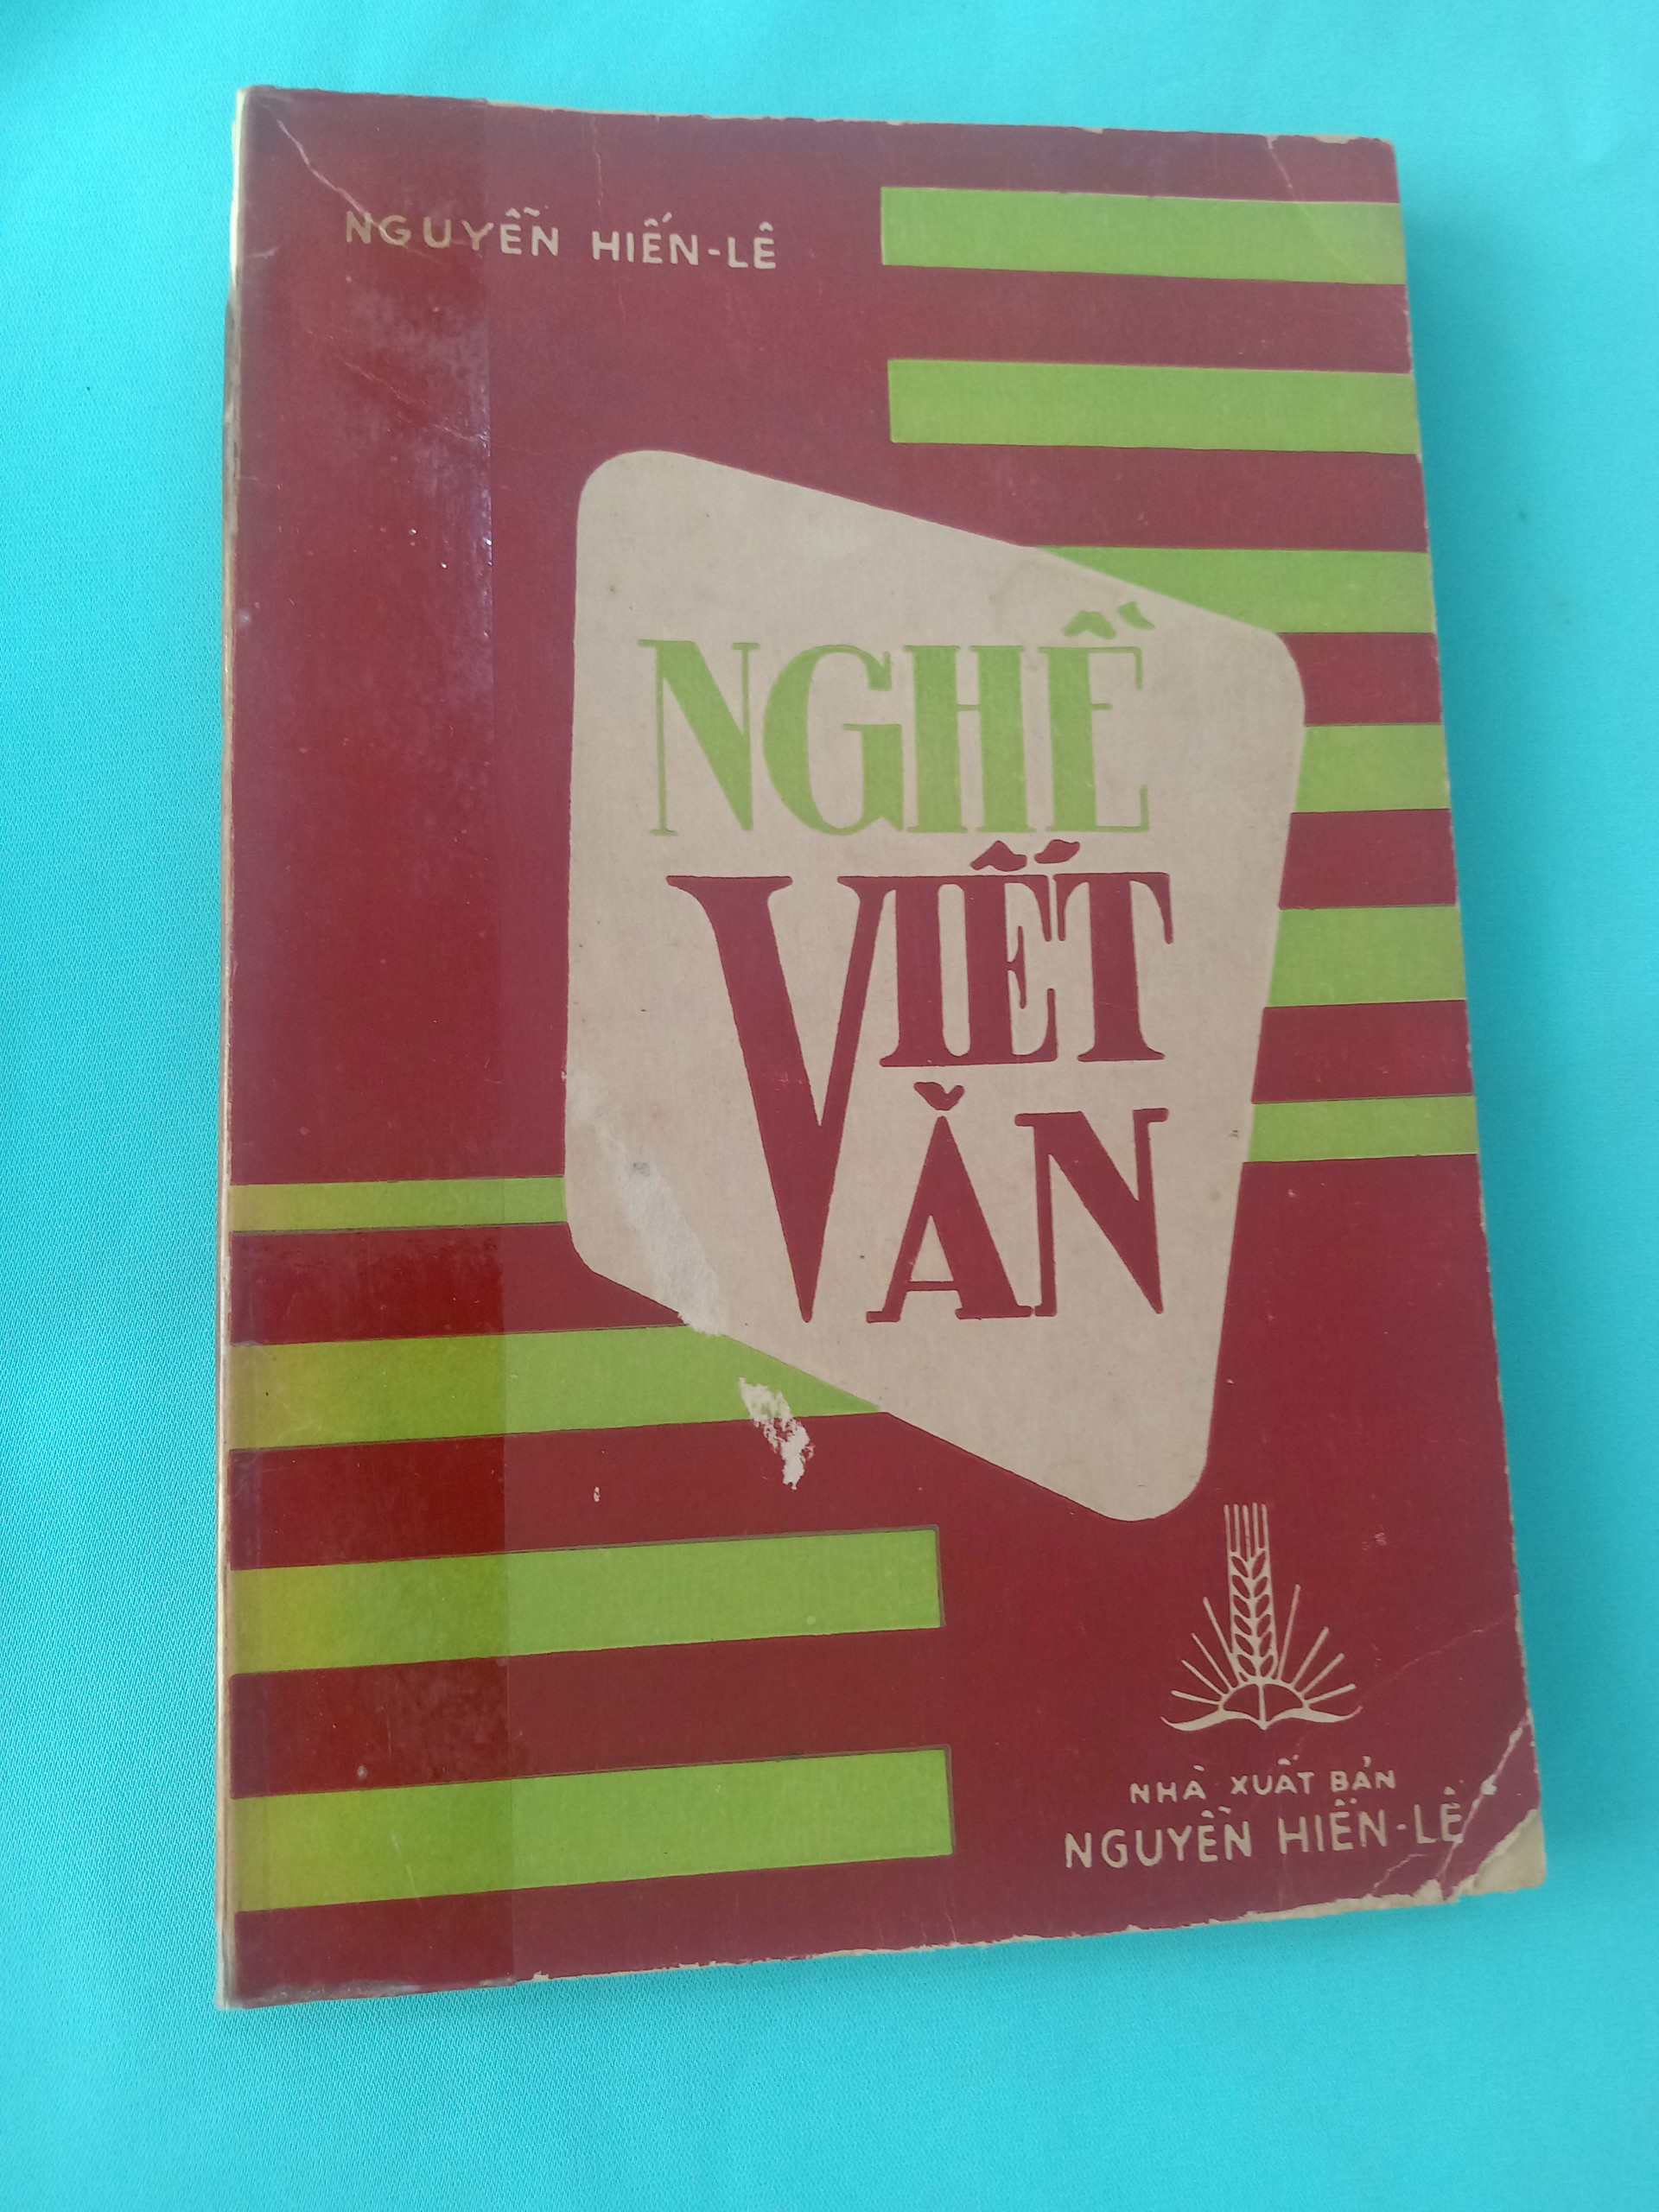 NGUYỄN HIẾN-LÊ
NGHỀ
VIẾT
VĂN
NHÀ XUẤT BẢN
NGUYỄN HIẾN-LÊ